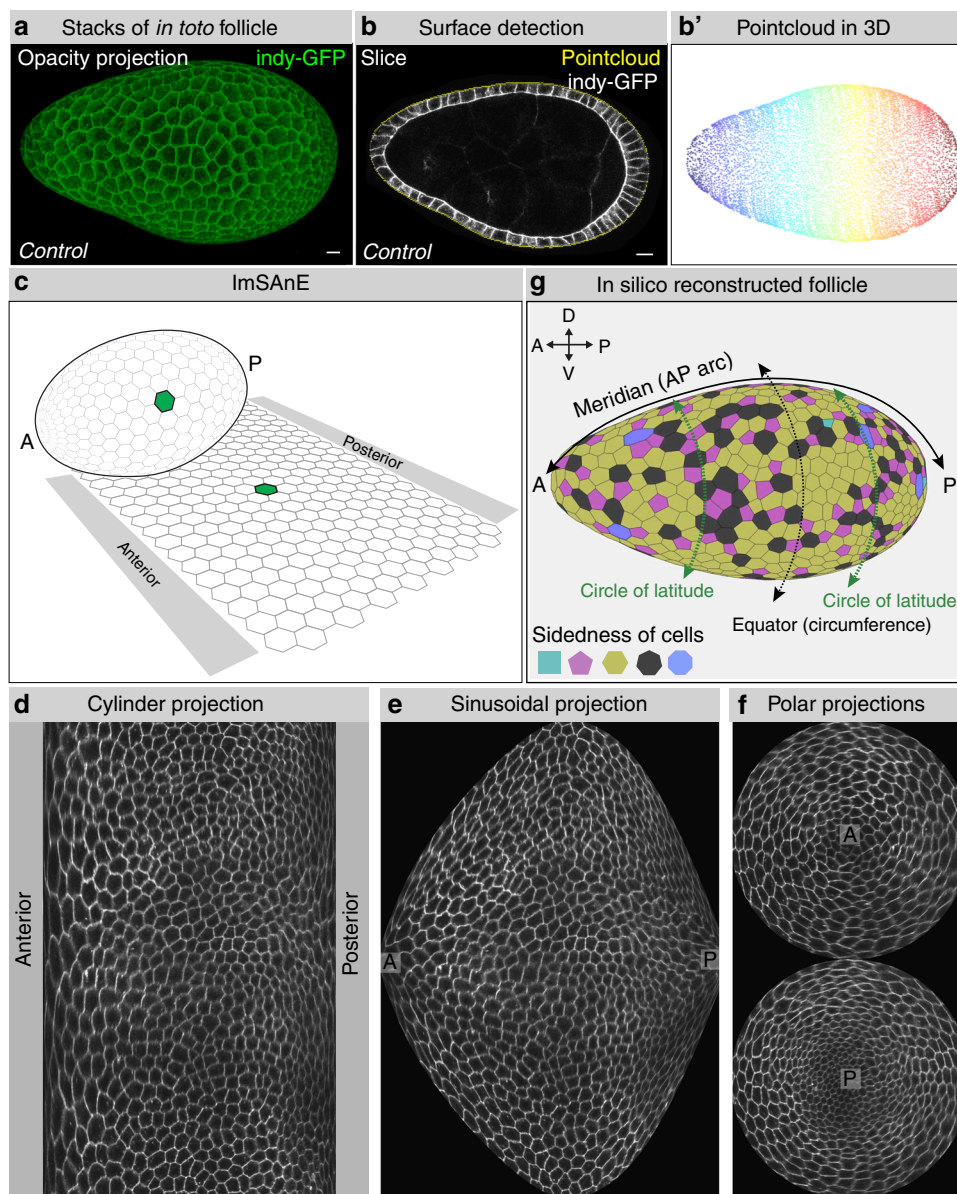 a Stacks of in toto follicle
Opacity projection indy-GFP
Control
b Surface detection
Slice Pointcloud
indy-GFP
b' Pointcloud in 3D
c ImSAnE
A
P
Anterior
Posterior
g In silico reconstructed follicle
D
A P
V
Meridian (AP arc)
A
P
Circle of latitude
Circle of latitude
Equator (circumference)
Sidedness of cells
d Cylinder projection
Anterior
Posterior
e Sinusoidal projection
A
P
f Polar projections
A
P